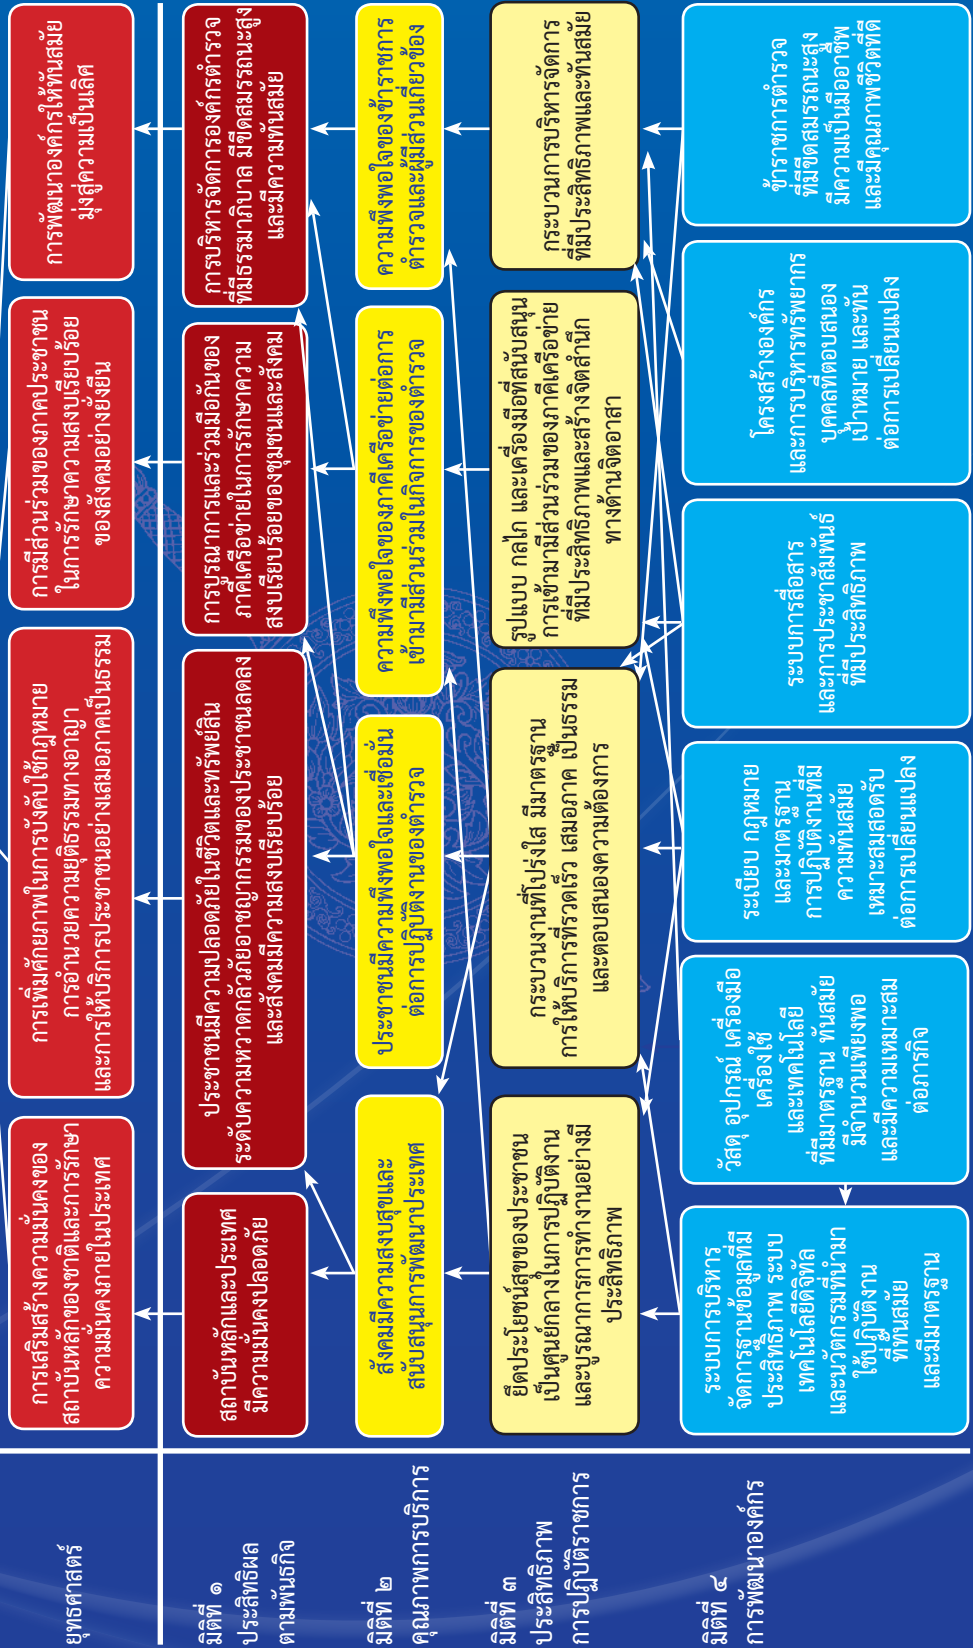 ยุทธศาสตร์
การเสริมสร้างความมั่นคงของ
สถาบันหลักของชาติและการรักษา
ความมั่นคงภายในประเทศ
การเพิ่มศักยภาพในการบังคับใช้กฎหมาย
การอำนวยความยุติธรรมทางอาญา
และการให้บริการประชาชนอย่างเสมอภาคเป็นธรรม
การมีส่วนร่วมของภาคประชาชน
ในการรักษาความสงบเรียบร้อย
ของสังคมอย่างยั่งยืน
การพัฒนาองค์กรให้ทันสมัย
มุ่งสู่ความเป็นเลิศ
มิติที่ ๑
ประสิทธิผล
ตามพันธกิจ
สถาบันหลักและประเทศ
มีความมั่นคงปลอดภัย
ประชาชนมีความปลอดภัยในชีวิตและทรัพย์สิน
ระดับความหวาดกลัวภัยอาชญากรรมของประชาชนลดลง
และสังคมมีความสงบเรียบร้อย
การบูรณาการและร่วมมือกันของ
ภาคีเครือข่ายในการรักษาความ
สงบเรียบร้อยของชุมชนและสังคม
การบริหารจัดการองค์กรตำรวจ
ที่มีธรรมาภิบาล มีขีดสมรรถนะสูง
และมีความทันสมัย
มิติที่ ๒
คุณภาพการบริการ
สังคมมีความสงบสุขและ
สนับสนุนการพัฒนาประเทศ
ประชาชนมีความพึงพอใจและเชื่อมั่น
ต่อการปฏิบัติงานของตำรวจ
ความพึงพอใจของภาคีเครือข่ายต่อการ
เข้ามามีส่วนร่วมในกิจการของตำรวจ
ความพึงพอใจของข้าราชการ
ตำรวจและผู้มีส่วนเกี่ยวข้อง
มิติที่ ๓
ประสิทธิภาพ
การปฏิบัติราชการ
ยึดประโยชน์สุขของประชาชน
เป็นศูนย์กลางในการปฏิบัติงาน
และบูรณาการการทำงานอย่างมี
ประสิทธิภาพ
กระบวนงานที่โปร่งใส มีมาตรฐาน
การให้บริการที่รวดเร็ว เสมอภาค เป็นธรรม
และตอบสนองความต้องการ
รูปแบบ กลไก และเครื่องมือที่สนับสนุน
การเข้ามามีส่วนร่วมของภาคีเครือข่าย
ที่มีประสิทธิภาพและสร้างจิตสำนึก
ทางด้านจิตอาสา
กระบวนการบริหารจัดการ
ที่มีประสิทธิภาพและทันสมัย
มิติที่ ๔
การพัฒนาองค์กร
ระบบการบริหาร
จัดการฐานข้อมูลที่มี
ประสิทธิภาพ ระบบ
เทคโนโลยีดิจิทัล
และนวัตกรรมที่นำมา
ใช้ปฏิบัติงาน
ที่ทันสมัย
และมีมาตรฐาน
วัสดุ อุปกรณ์ เครื่องมือ
เครื่องใช้
และเทคโนโลยี
ที่มีมาตรฐาน ทันสมัย
มีจำนวนเพียงพอ
และมีความเหมาะสม
ต่อภารกิจ
ระเบียบ กฎหมาย
และมาตรฐาน
การปฏิบัติงานที่มี
ความทันสมัย
เหมาะสมสอดรับ
ต่อการเปลี่ยนแปลง
ระบบการสื่อสาร
และการประชาสัมพันธ์
ที่มีประสิทธิภาพ
โครงสร้างองค์กร
และการบริหารทรัพยากร
บุคคลที่ตอบสนอง
เป้าหมาย และทัน
ต่อการเปลี่ยนแปลง
ข้าราชการตำรวจ
ที่มีขีดสมรรถนะสูง
มีความเป็นมืออาชีพ
และมีคุณภาพชีวิตที่ดี